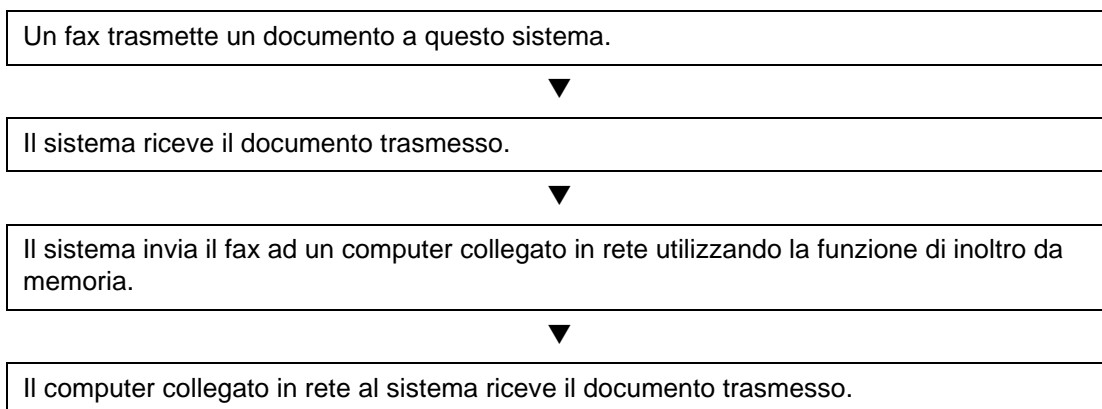 Un fax trasmette un documento a questo sistema.
Il sistema riceve il documento trasmesso.
Il sistema invia il fax ad un computer collegato in rete utilizzando la funzione di inoltro da
memoria.
Il computer collegato in rete al sistema riceve il documento trasmesso.